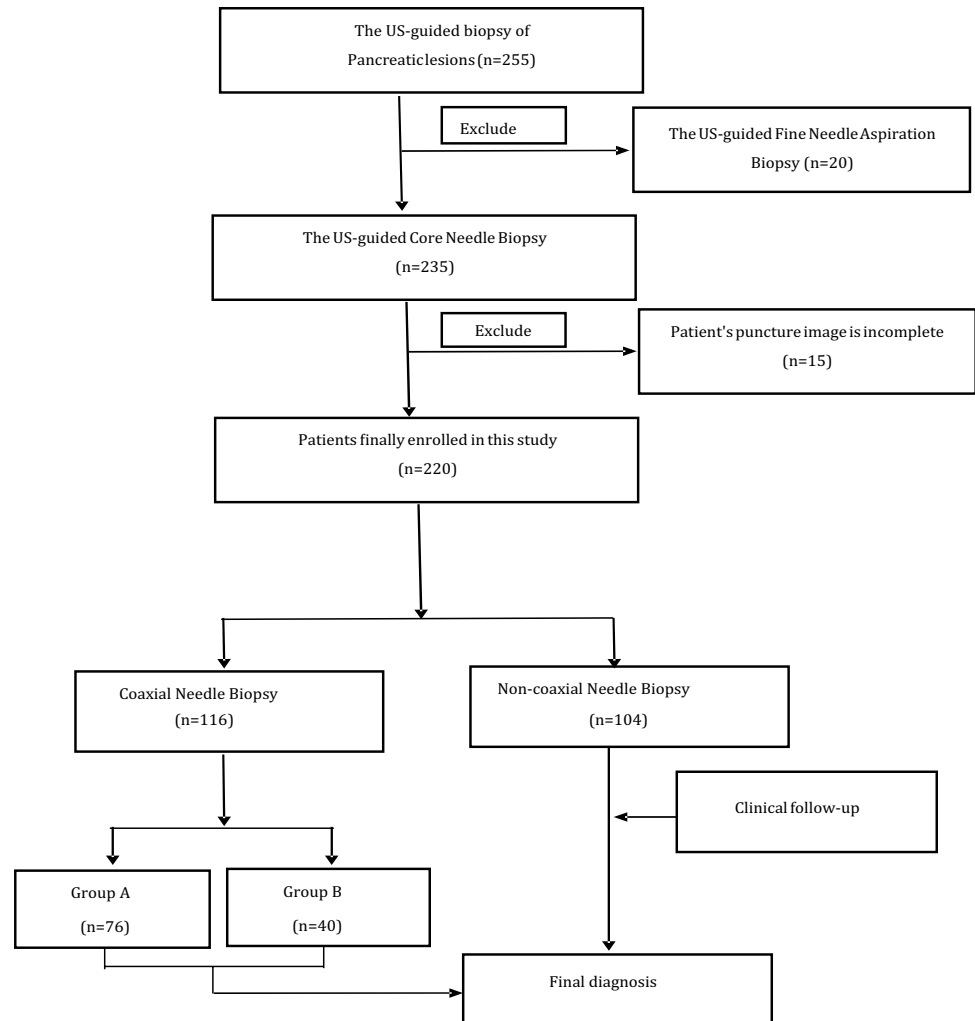 The US-guided biopsy of
Pancreatic lesions (n=255)
Exclude
The US-guided Fine Needle Aspiration
Biopsy (n=20)
The US-guided Core Needle Biopsy
(n=235)
Exclude
Patient's puncture image is incomplete
(n=15)
Patients finally enrolled in this study
(n=220)
Coaxial Needle Biopsy
(n=116)
Non-coaxial Needle Biopsy
(n=104)
Clinical follow-up
Group A
(n=76)
Group B
(n=40)
Final diagnosis